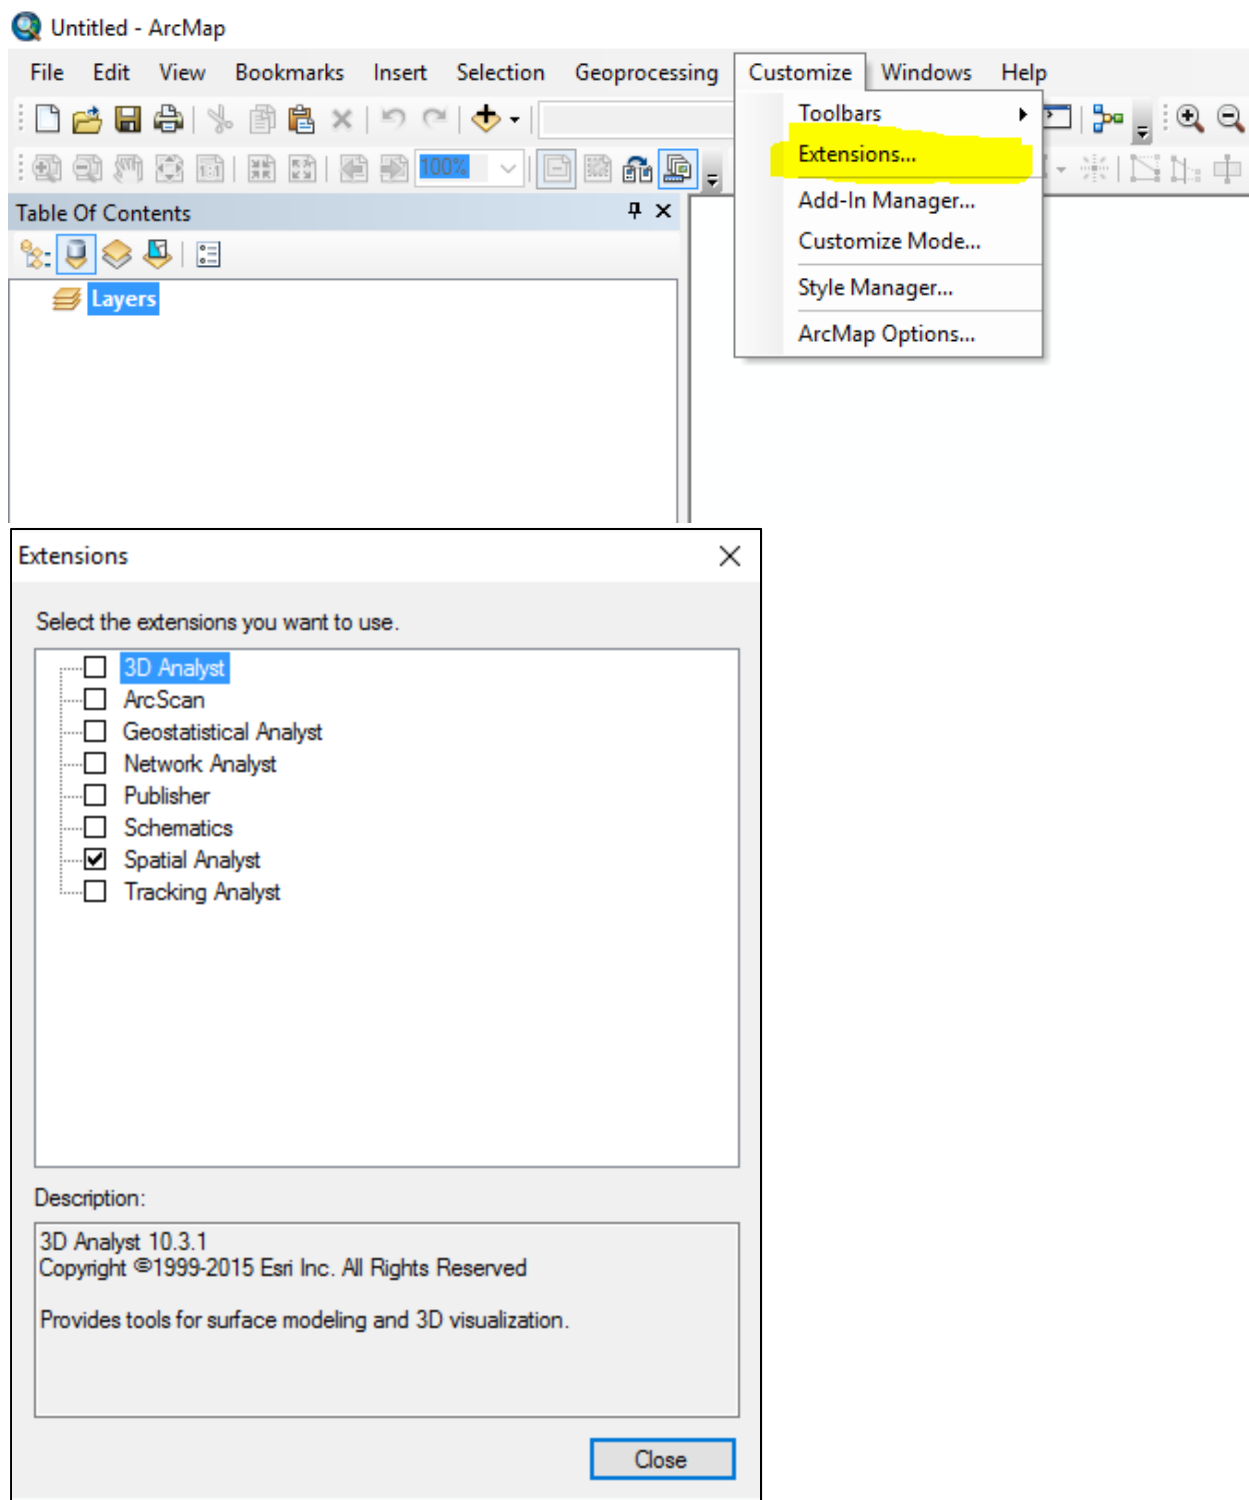 Untitled - ArcMap
File Edit View Bookmarks Insert Selection Geoprocessing Customize Windows Help
Toolbars
Extensions...
100%
Add-In Manager...
Table Of Contents
Customize Mode...
Style Manager...
Layers
ArcMap Options...
Extensions
Select the extensions you want to use.
3D Analyst
ArcScan
Geostatistical Analyst
Network Analyst
Publisher
Schematics
Spatial Analyst
Tracking Analyst
Description:
3D Analyst 10.3.1
Copyright ©1999-2015 Esri Inc. All Rights Reserved
Provides tools for surface modeling and 3D visualization.
Close